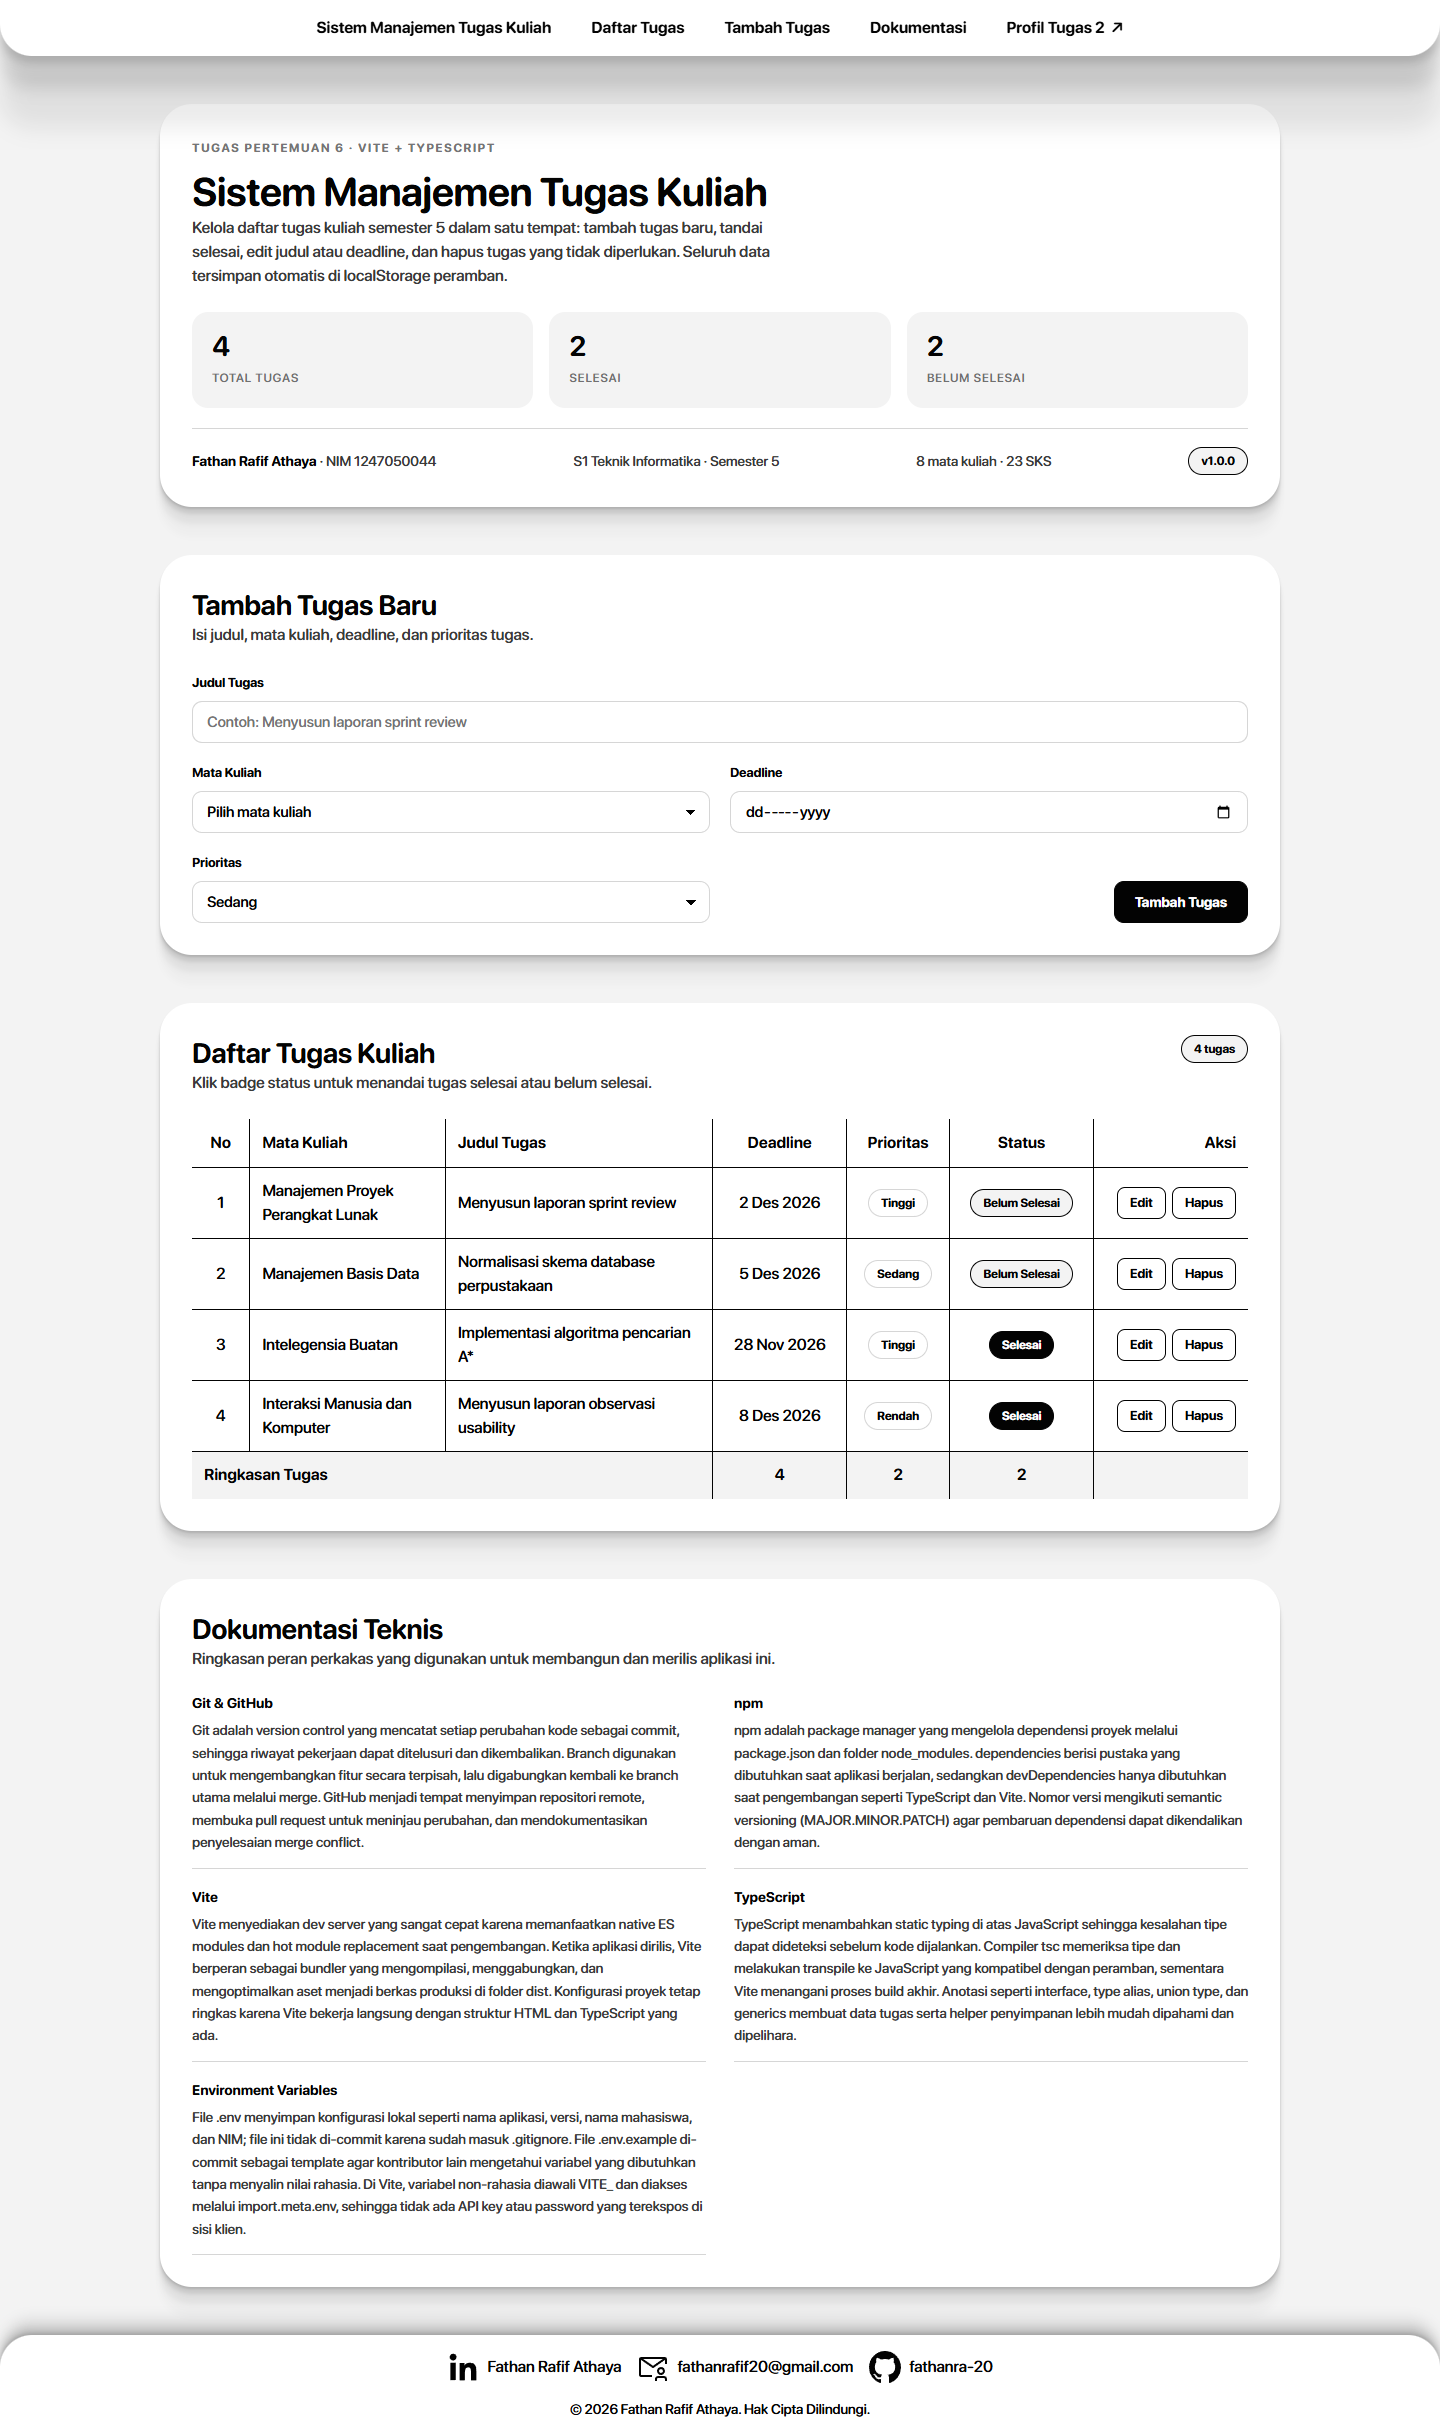 Sistem Manajemen Tugas Kuliah Daftar Tugas Tambah Tugas Dokumentasi Profil Tugas 2 ↗
TUGAS PERTEMUAN 6 · VITE + TYPESCRIPT
Sistem Manajemen Tugas Kuliah
Kelola daftar tugas kuliah semester 5 dalam satu tempat: tambah tugas baru, tandai
selesai, edit judul atau deadline, dan hapus tugas yang tidak diperlukan. Seluruh data
tersimpan otomatis di localStorage peramban.
4
TOTAL TUGAS
2
SELESAI
2
BELUM SELESAI
Fathan Rafif Athaya · NIM 1247050044 S1 Teknik Informatika · Semester 5 8 mata kuliah · 23 SKS v1.0.0
Tambah Tugas Baru
Isi judul, mata kuliah, deadline, dan prioritas tugas.
Judul Tugas
Contoh: Menyusun laporan sprint review
Mata Kuliah
Pilih mata kuliah
Deadline
dd-----yyyy
Prioritas
Sedang
Tambah Tugas
Daftar Tugas Kuliah
4 tugas
Klik badge status untuk menandai tugas selesai atau belum selesai.
No Mata Kuliah Judul Tugas Deadline Prioritas Status Aksi
1 Manajemen Proyek Perangkat Lunak Menyusun laporan sprint review 2 Des 2026 Tinggi Belum Selesai Edit Hapus
2 Manajemen Basis Data Normalisasi skema database perpustakaan 5 Des 2026 Sedang Belum Selesai Edit Hapus
3 Intelegensia Buatan Implementasi algoritma pencarian A* 28 Nov 2026 Tinggi Selesai Edit Hapus
4 Interaksi Manusia dan Komputer Menyusun laporan observasi usability 8 Des 2026 Rendah Selesai Edit Hapus
Ringkasan Tugas 4 2 2
Dokumentasi Teknis
Ringkasan peran perkakas yang digunakan untuk membangun dan merilis aplikasi ini.
Git & GitHub
Git adalah version control yang mencatat setiap perubahan kode sebagai commit,
sehingga riwayat pekerjaan dapat ditelusuri dan dikembalikan. Branch digunakan
untuk mengembangkan fitur secara terpisah, lalu digabungkan kembali ke branch
utama melalui merge. GitHub menjadi tempat menyimpan repositori remote,
membuka pull request untuk meninjau perubahan, dan mendokumentasikan
penyelesaian merge conflict.
npm
npm adalah package manager yang mengelola dependensi proyek melalui
package.json dan folder node_modules. dependencies berisi pustaka yang
dibutuhkan saat aplikasi berjalan, sedangkan devDependencies hanya dibutuhkan
saat pengembangan seperti TypeScript dan Vite. Nomor versi mengikuti semantic
versioning (MAJOR.MINOR.PATCH) agar pembaruan dependensi dapat dikendalikan
dengan aman.
Vite
Vite menyediakan dev server yang sangat cepat karena memanfaatkan native ES
modules dan hot module replacement saat pengembangan. Ketika aplikasi dirilis, Vite
berperan sebagai bundler yang mengompilasi, menggabungkan, dan
mengoptimalkan aset menjadi berkas produksi di folder dist. Konfigurasi proyek tetap
ringkas karena Vite bekerja langsung dengan struktur HTML dan TypeScript yang
ada.
TypeScript
TypeScript menambahkan static typing di atas JavaScript sehingga kesalahan tipe
dapat dideteksi sebelum kode dijalankan. Compiler tsc memeriksa tipe dan
melakukan transpile ke JavaScript yang kompatibel dengan peramban, sementara
Vite menangani proses build akhir. Anotasi seperti interface, type alias, union type, dan
generics membuat data tugas serta helper penyimpanan lebih mudah dipahami dan
dipelihara.
Environment Variables
File .env menyimpan konfigurasi lokal seperti nama aplikasi, versi, nama mahasiswa,
dan NIM; file ini tidak di-commit karena sudah masuk .gitignore. File .env.example di-
commit sebagai template agar kontributor lain mengetahui variabel yang dibutuhkan
tanpa menyalin nilai rahasia. Di Vite, variabel non-rahasia diawali VITE_ dan diakses
melalui import.meta.env, sehingga tidak ada API key atau password yang terekspos di
sisi klien.
in Fathan Rafif Athaya fathanrafif20@gmail.com fathanra-20
© 2026 Fathan Rafif Athaya. Hak Cipta Dilindungi.